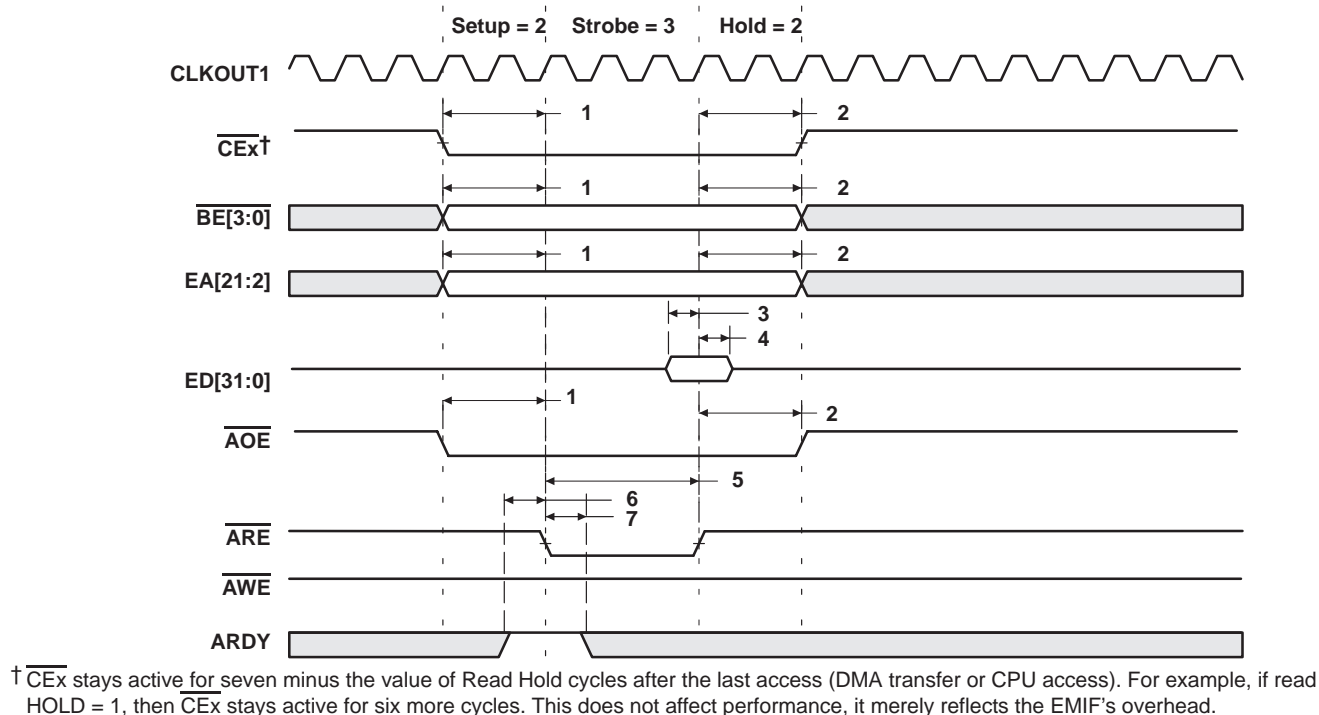 Setup = 2 Strobe = 3 Hold = 2
CLKOUT1
1 2
CEx†
1 2
BE[3:0]
1 2
EA[21:2]
3
4
ED[31:0]
1
2
AOE
5
6
7
ARE
AWE
ARDY
† CEx stays active for seven minus the value of Read Hold cycles after the last access (DMA transfer or CPU access). For example, if read
HOLD = 1, then CEx stays active for six more cycles. This does not affect performance, it merely reflects the EMIF's overhead.